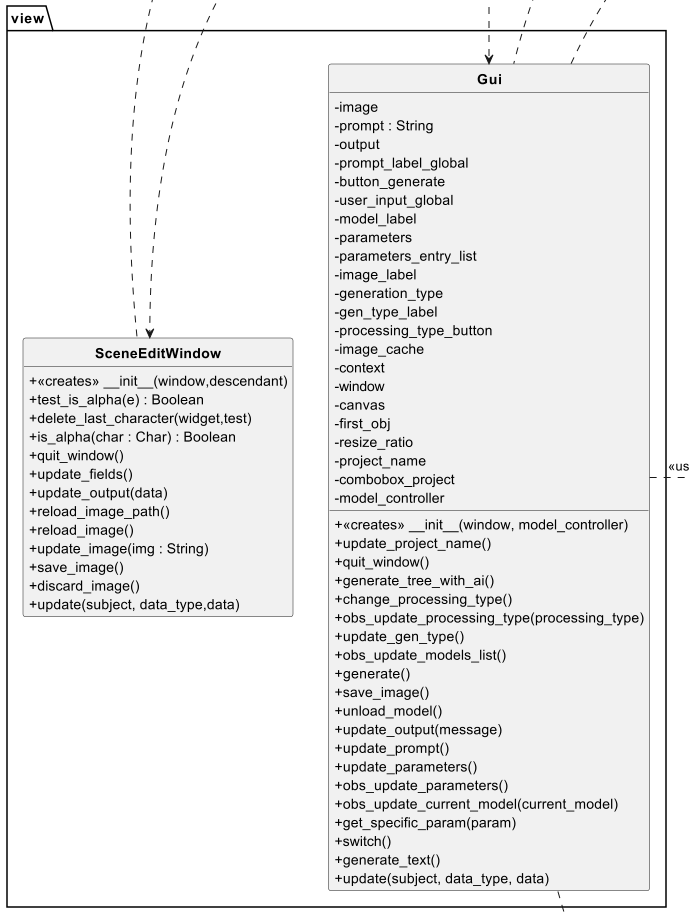 view
SceneEditWindow
+«creates» __init__(window,descendant)
+test_is_alpha(e) : Boolean
+delete_last_character(widget,test)
+is_alpha(char : Char) : Boolean
+quit_window()
+update_fields()
+update_output(data)
+reload_image_path()
+reload_image()
+update_image(img : String)
+save_image()
+discard_image()
+update(subject, data_type,data)
Gui
-image
-prompt : String
-output
-prompt_label_global
-button_generate
-user_input_global
-model_label
-parameters
-parameters_entry_list
-image_label
-generation_type
-gen_type_label
-processing_type_button
-image_cache
-context
-window
-canvas
-first_obj
-resize_ratio
-project_name
-combobox_project
-model_controller
+«creates» __init__(window, model_controller)
+update_project_name()
+quit_window()
+generate_tree_with_ai()
+change_processing_type()
+obs_update_processing_type(processing_type)
+update_gen_type()
+obs_update_models_list()
+generate()
+save_image()
+unload_model()
+update_output(message)
+update_prompt()
+update_parameters()
+obs_update_parameters()
+obs_update_current_model(current_model)
+get_specific_param(param)
+switch()
+generate_text()
+update(subject, data_type, data)
«us